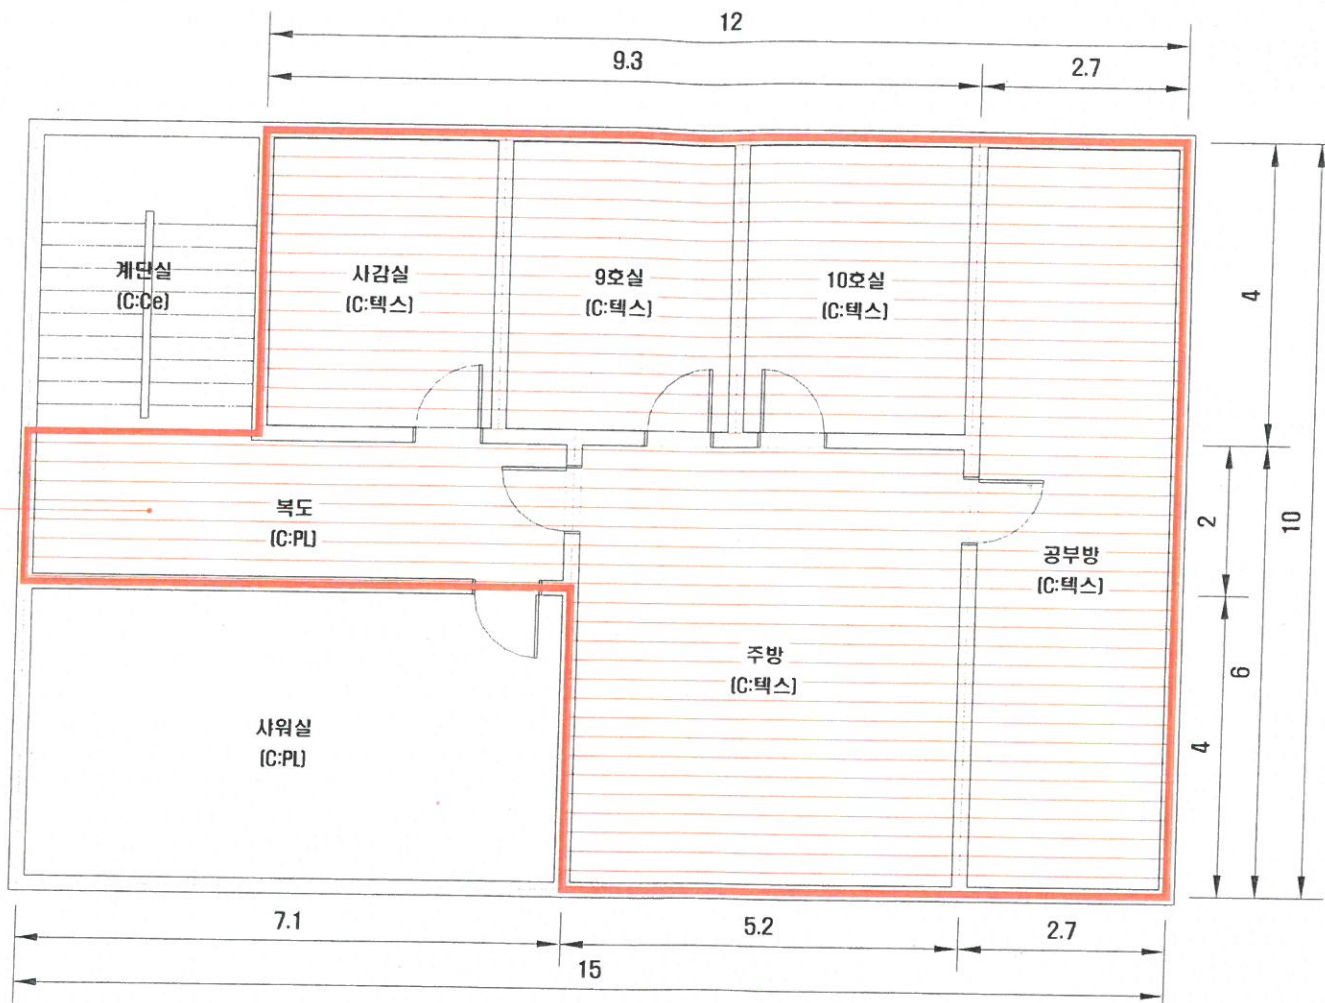 12
9.3
2.7
계단실
(C:Ce)
사감실
(C:텍스)
9호실
(C:텍스)
10호실
(C:텍스)
4
복도
(C:PL)
2
10
공부방
(C:텍스)
주방
(C:텍스)
6
4
샤워실
(C:PL)
7.1
5.2
2.7
15